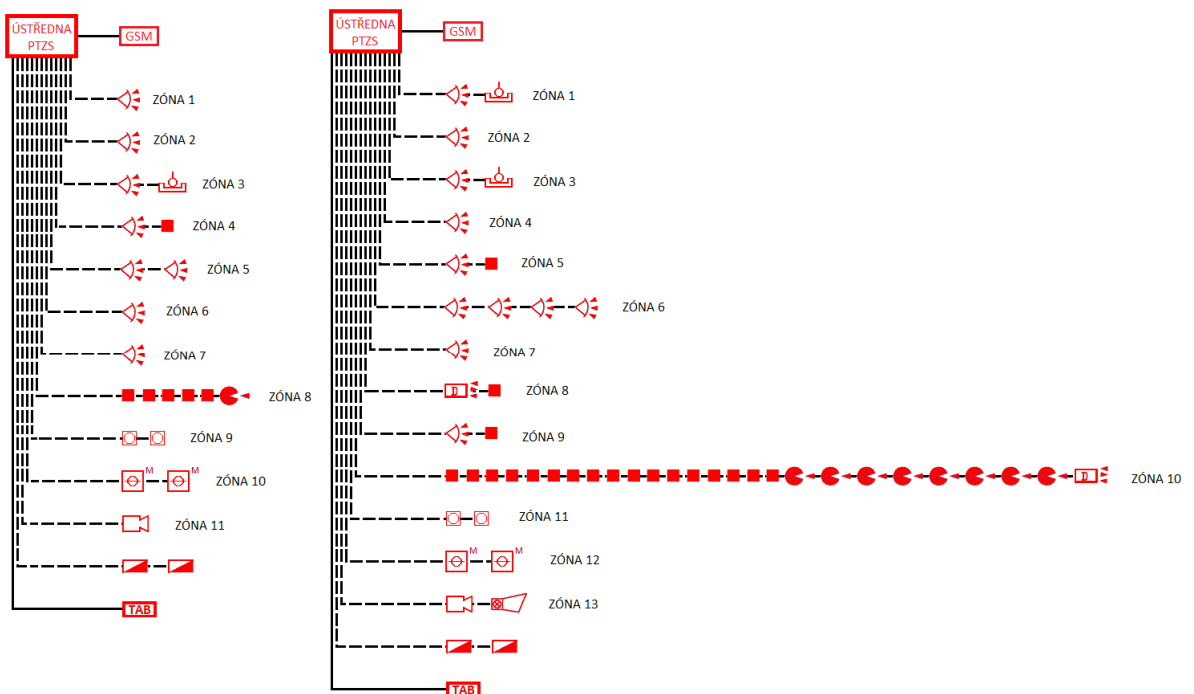 ÚSTŘEDNA
PTZS
GSM
ZÓNA 1
ZÓNA 2
ZÓNA 3
ZÓNA 4
ZÓNA 5
ZÓNA 6
ZÓNA 7
ZÓNA 8
ZÓNA 9
M M
ZÓNA 10
ZÓNA 11
TAB
ÚSTŘEDNA
PTZS
GSM
ZÓNA 1
ZÓNA 2
ZÓNA 3
ZÓNA 4
ZÓNA 5
ZÓNA 6
ZÓNA 7
D ZÓNA 8
ZÓNA 9
D ZÓNA 10
ZÓNA 11
M M
ZÓNA 12
ZÓNA 13
TAB